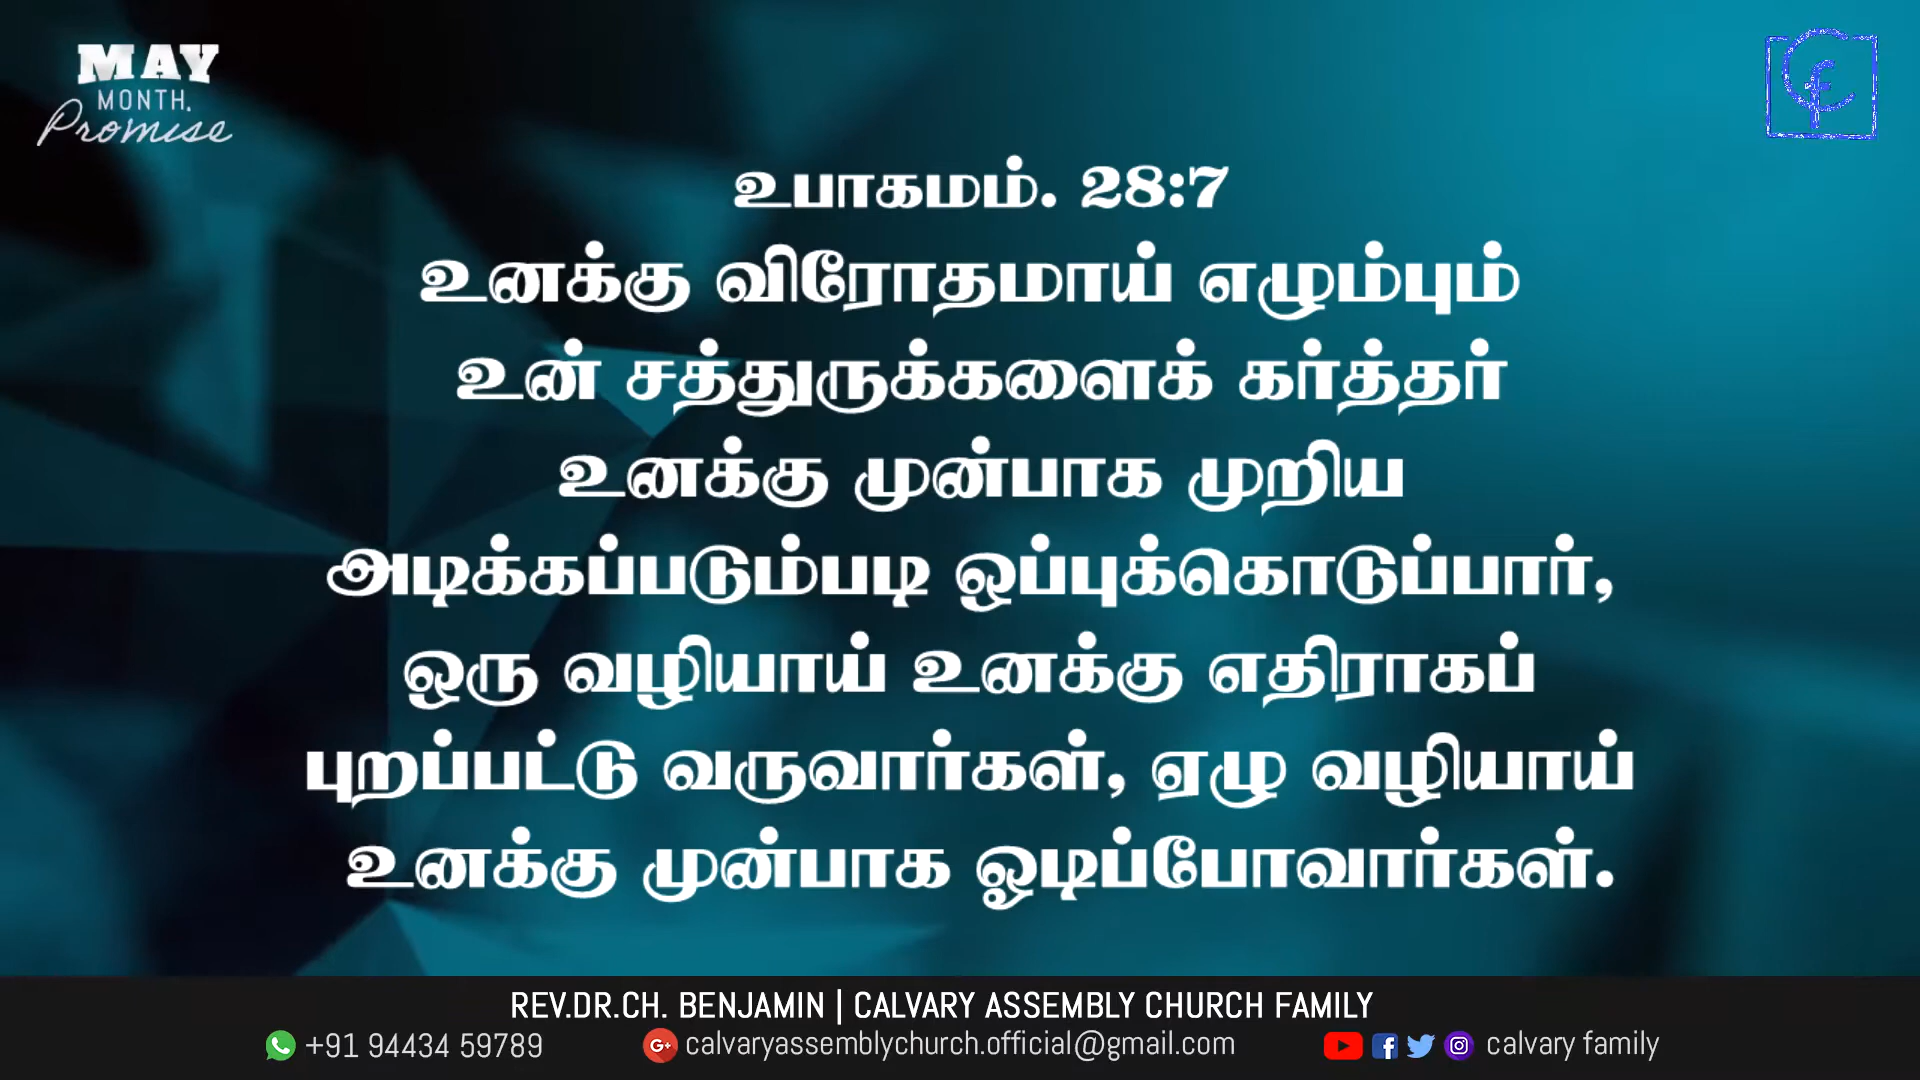 MAY
MONTH,
Promise
உபாகமம். 28:7
உனக்கு விரோதமாய் எழும்பும்
உன் சத்துருக்களைக் கர்த்தர்
உனக்கு முன்பாக முறிய
அடிக்கப்படும்படி ஒப்புக்கொடுப்பார்,
ஒரு வழியாய் உனக்கு எதிராகப்
புறப்பட்டு வருவார்கள், ஏழு வழியாய்
உனக்கு முன்பாக ஓடிப்போவார்கள்.
REV.DR.CH. BENJAMIN | CALVARY ASSEMBLY CHURCH FAMILY
+91 94434 59789 G+ calvaryassemblychurch.official@gmail.com calvary family